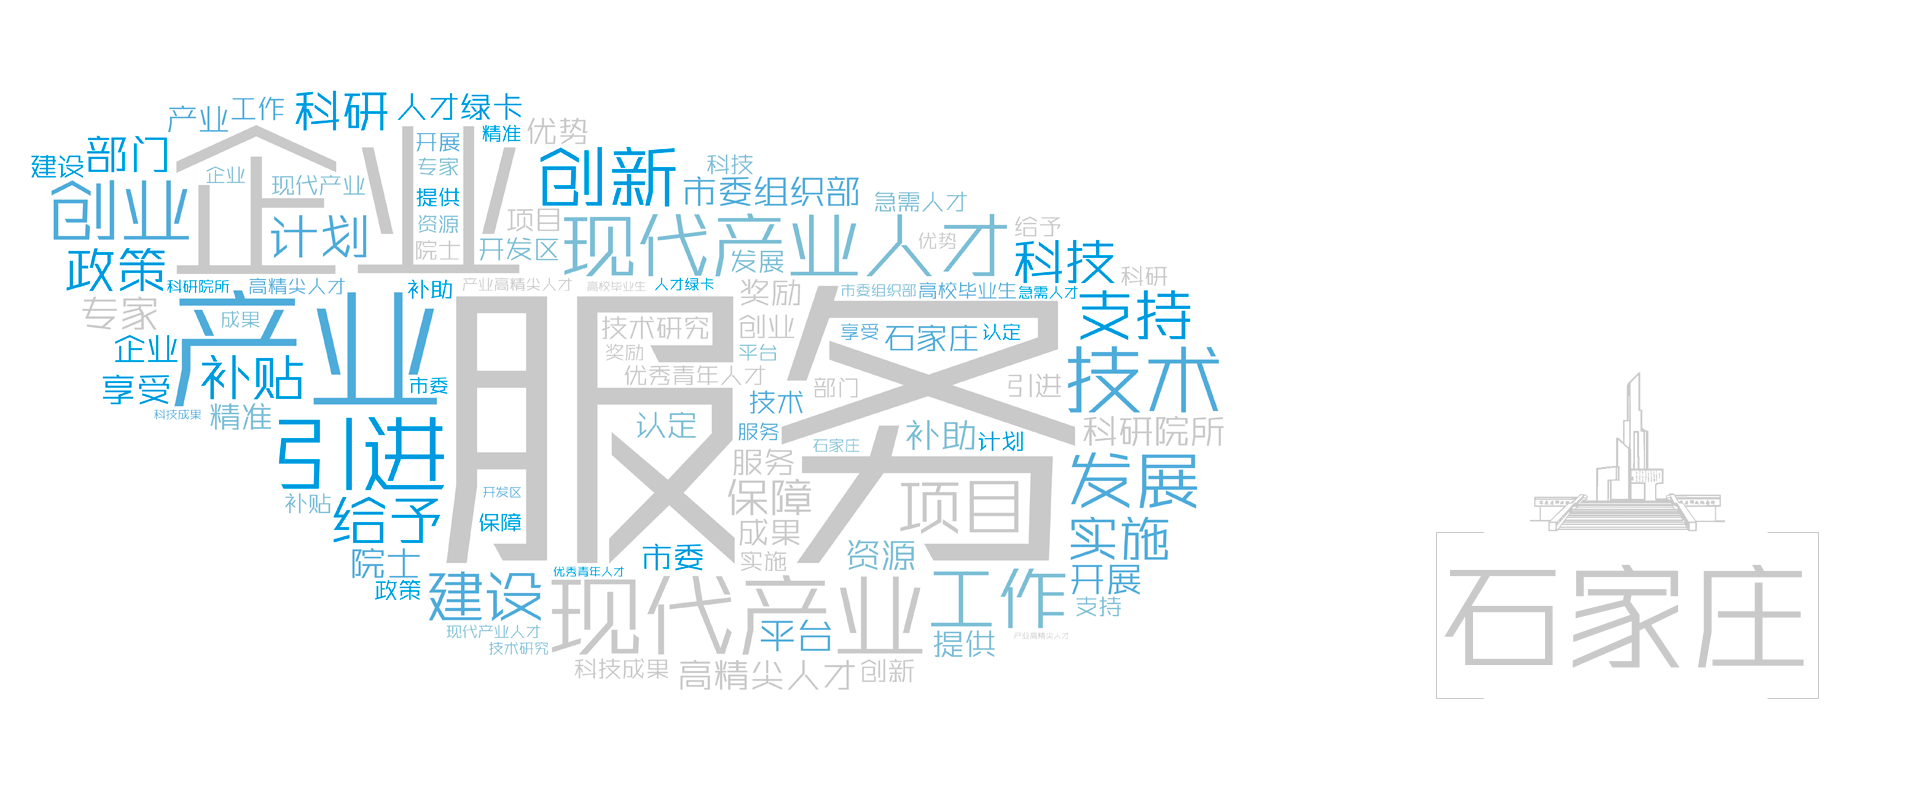 产业
工作
科研
人才绿卡
建设
部门
企业
企业
现代产业
开展
精准
优势
专家
提供
资源
院士
项目
开发区
创业
计划
政策
科研院所
高精尖人才
补助
创新
科技
市委组织部
急需人才
现代产业人才
发展
优势
给予
科技
科研
产业高精尖人才
高校毕业生
人才绿卡
奖励
市委组织部
高校毕业生
急需人才
支持
专家
产业
成果
企业
补贴
享受
市委
科技成果
精准
服务
技术研究
创业
奖励
平台
优秀青年人才
享受
石家庄
认定
部门
引进
技术
技术
科研院所
引进
认定
服务
石家庄
补助
计划
服务
发展
补贴
给予
开发区
保障
保障
成果
项目
实施
院士
政策
市委
实施
资源
优秀青年人才
建设
现代产业
工作
开展
支持
现代产业人才
技术研究
平台
提供
产业高精尖人才
科技成果
高精尖人才
创新
石家庄